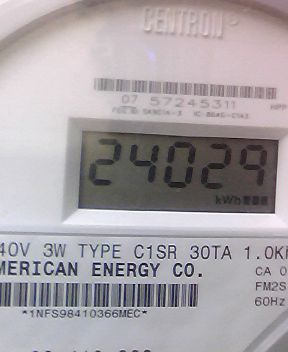 CENTRON
07 57245311
24029
kWh
40V 3W TYPE C1SR 30TA 1.0K
MERICAN ENERGY CO.
CA 0
FM2S
60Hz
*1NFS98410366MEC*